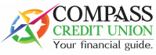 COMPASS
CREDIT UNION
Your financial guide.